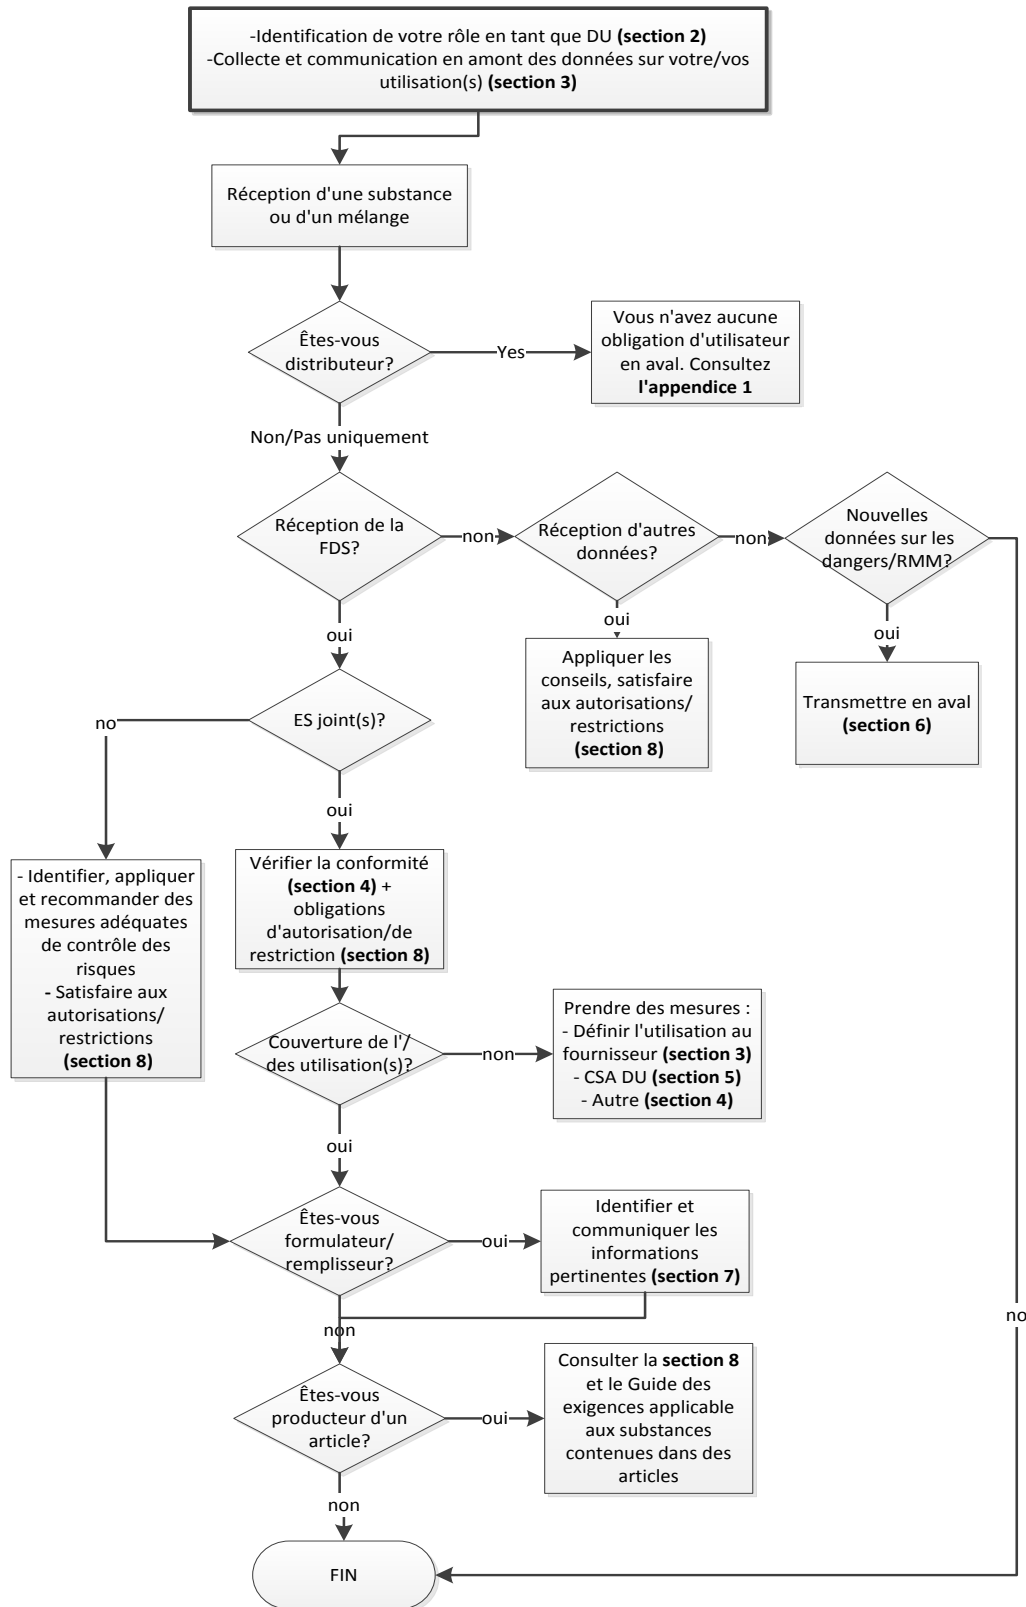 -Identification de votre rôle en tant que DU (section 2)
-Collecte et communication en amont des données sur votre/vos
utilisation(s) (section 3)
Réception d'une substance
ou d'un mélange
Êtes-vous
distributeur?
Yes
Vous n'avez aucune
obligation d'utilisateur
en aval. Consultez
l'appendice 1
Non/Pas uniquement
Réception de la
FDS?
non
Réception d'autres
données?
non
Nouvelles
données sur les
dangers/RMM?
oui
oui
oui
Appliquer les
conseils, satisfaire
aux autorisations/
restrictions
(section 8)
Transmettre en aval
(section 6)
ES joint(s)?
no
oui
- Identifier, appliquer
et recommander des
mesures adéquates
de contrôle des
risques
- Satisfaire aux
autorisations/
restrictions
(section 8)
Vérifier la conformité
(section 4) +
obligations
d'autorisation/de
restriction (section 8)
Couverture de l'/
des utilisation(s)?
non
Prendre des mesures :
- Définir l'utilisation au
fournisseur (section 3)
- CSA DU (section 5)
- Autre (section 4)
oui
Êtes-vous
formulateur/
remplisseur?
oui
Identifier et
communiquer les
informations
pertinentes (section 7)
non
no
Êtes-vous
producteur d'un
article?
oui
Consulter la section 8
et le Guide des
exigences applicable
aux substances
contenues dans des
articles
non
FIN